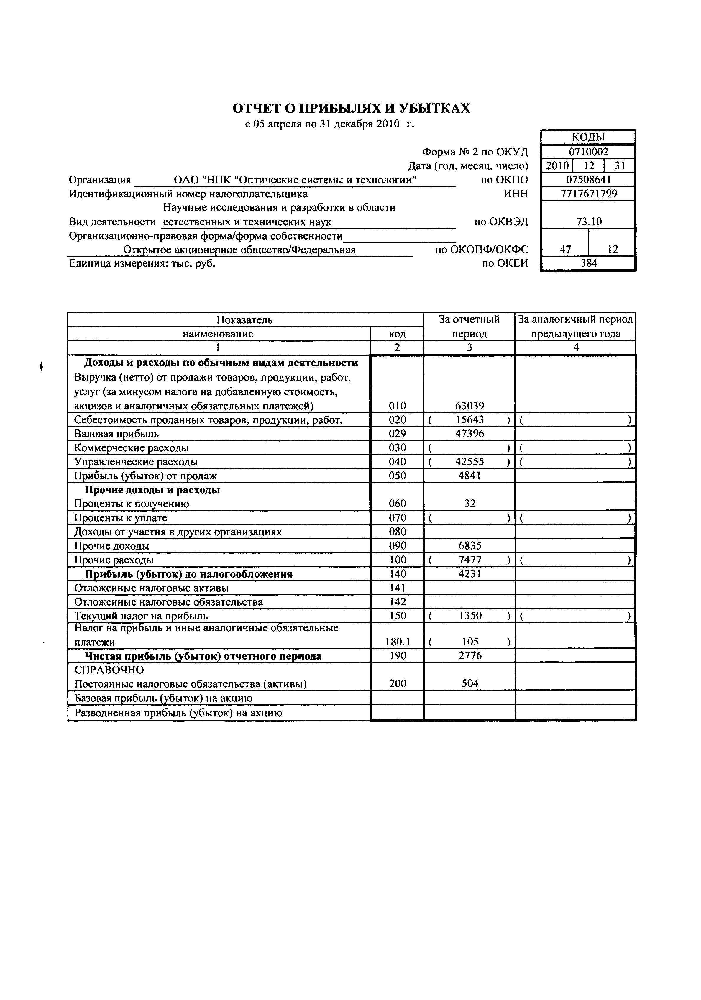 ОТЧЕТ О ПРИБЫЛЯХ И УБЫТКАХ
с 05 апреля по 31 декабря 2010 г.
КОДЫ
Форма № 2 по ОКУД 0710002
Дата (год, месяц, число) 2010 12 31
Организация ОАО "НПК "Оптические системы и технологии" по ОКПО 07508641
Идентификационный номер налогоплательщика ИНН 7717671799
Научные исследования и разработки в области
Вид деятельности естественных и технических наук по ОКВЭД 73.10
Организационно-правовая форма/форма собственности
Открытое акционерное общество/Федеральная по ОКОПФ/ОКФС 47 12
Единица измерения: тыс. руб. по ОКЕИ 384
Показатель За отчетный За аналогичный период
наименование код период предыдущего года
1 2 3 4
Доходы и расходы по обычным видам деятельности
Выручка (нетто) от продажи товаров, продукции, работ,
услуг (за минусом налога на добавленную стоимость,
акцизов и аналогичных обязательных платежей) 010 63039
Себестоимость проданных товаров, продукции, работ, 020 ( 15643 ) ( )
Валовая прибыль 029 47396
Коммерческие расходы 030 ( ) ( )
Управленческие расходы 040 ( 42555 ) ( )
Прибыль (убыток) от продаж 050 4841
Прочие доходы и расходы
Проценты к получению 060 32
Проценты к уплате 070 ( ) ( )
Доходы от участия в других организациях 080
Прочие доходы 090 6835
Прочие расходы 100 ( 7477 ) ( )
Прибыль (убыток) до налогообложения 140 4231
Отложенные налоговые активы 141
Отложенные налоговые обязательства 142
Текущий налог на прибыль 150 ( 1350 ) ( )
Налог на прибыль и иные аналогичные обязятельные
платежи 180.1 ( 105 )
Чистая прибыль (убыток) отчетного периода 190 2776
СПРАВОЧНО
Постоянные налоговые обязательства (активы) 200 504
Базовая прибыль (убыток) на акцию
Разводненная прибыль (убыток) на акцию